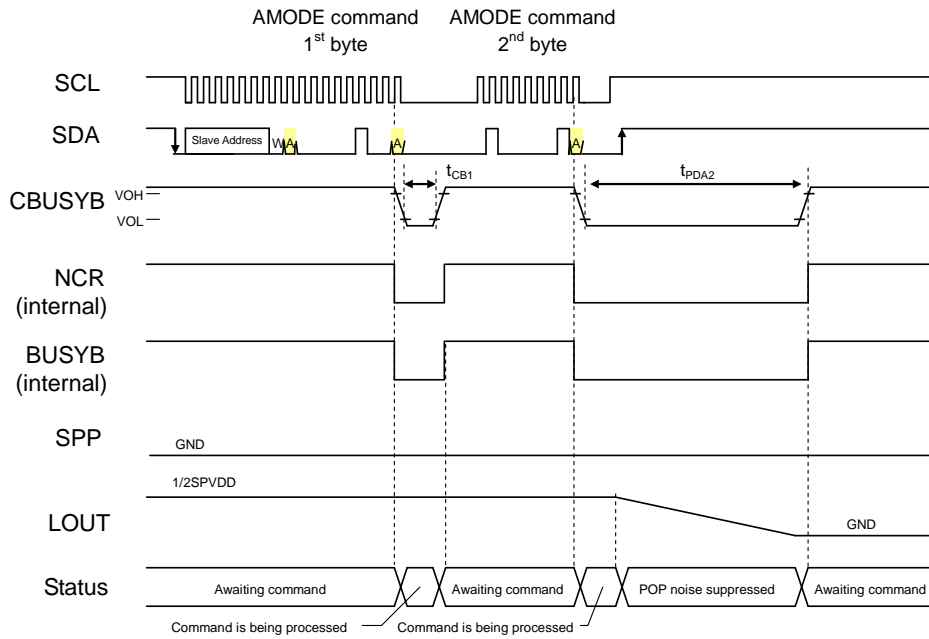 AMODE command
1st byte
AMODE command
2nd byte
SCL
SDA
Slave Address
W
A
A
A
CBUSYB
VOH
VOL
tCB1
tPDA2
NCR
(internal)
BUSYB
(internal)
SPP
GND
1/2SPVDD
LOUT
GND
Status
Awaiting command
Awaiting command
POP noise suppressed
Awaiting command
Command is being processed
Command is being processed